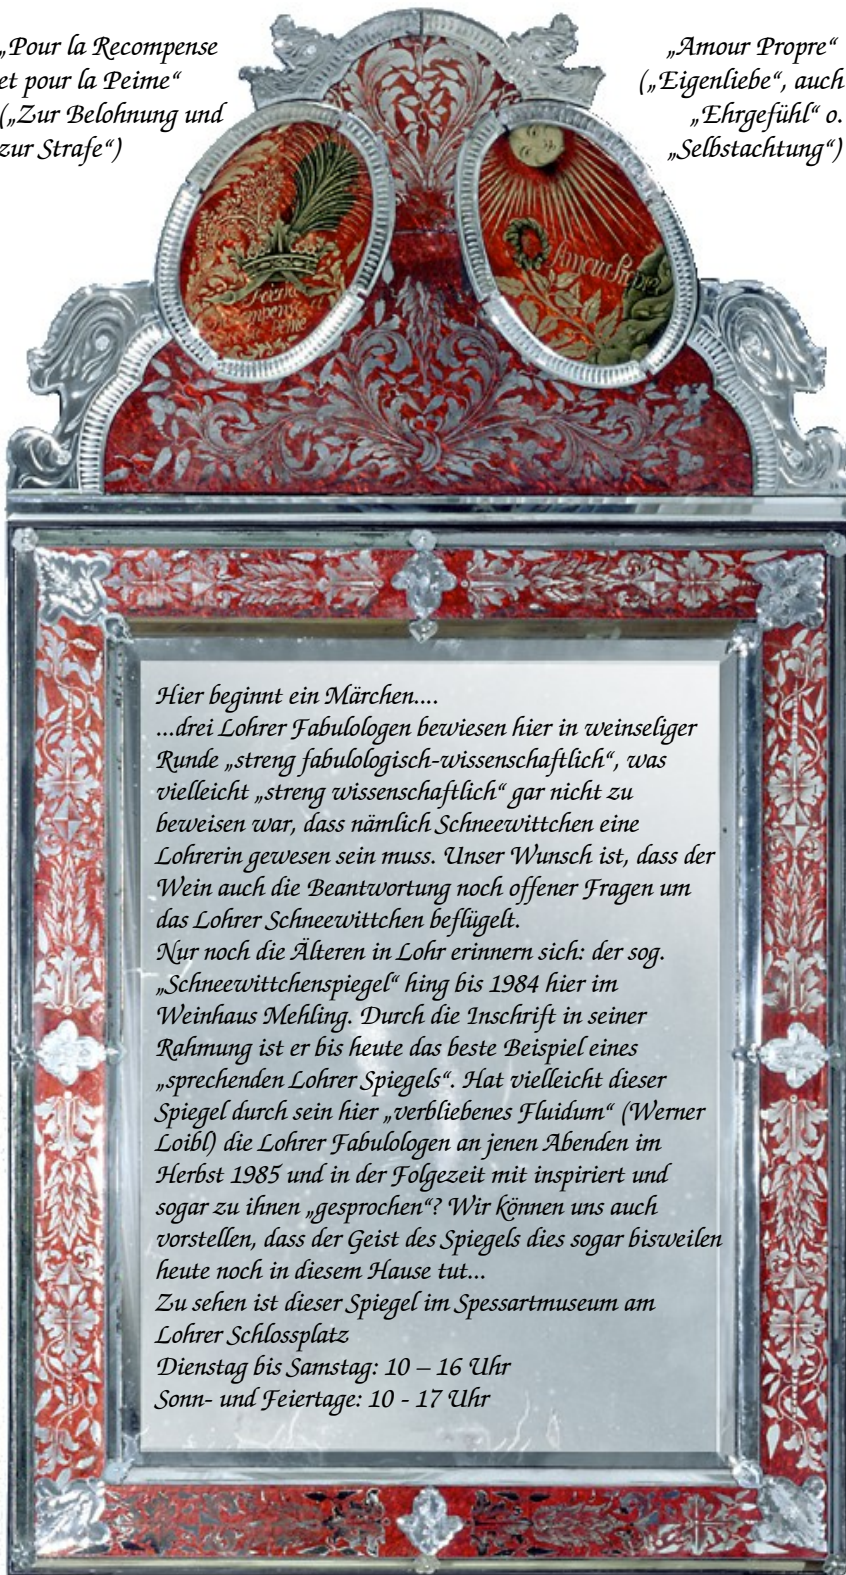 „Pour la Recompense
et pour la Peime“
(„Zur Belohnung und
zur Strafe“)
„Amour Propre“
(„Eigenliebe“, auch
„Ehrgefühl“ o.
„Selbstachtung“)
Amour Propre
Peine
Peine
Hier beginnt ein Märchen....
...drei Lohrer Fabulologen bewiesen hier in weinseliger
Runde „streng fabulologisch-wissenschaftlich“, was
vielleicht „streng wissenschaftlich“ gar nicht zu
beweisen war, dass nämlich Schneewittchen eine
Lohrerin gewesen sein muss. Unser Wunsch ist, dass der
Wein auch die Beantwortung noch offener Fragen um
das Lohrer Schneewittchen beflügelt.
Nur noch die Älteren in Lohr erinnern sich: der sog.
„Schneewittchenspiegel“ hing bis 1984 hier im
Weinhaus Mehling. Durch die Inschrift in seiner
Rahmung ist er bis heute das beste Beispiel eines
„sprechenden Lohrer Spiegels“. Hat vielleicht dieser
Spiegel durch sein hier „verbliebenes Fluidum“ (Werner
Loibl) die Lohrer Fabulologen an jenen Abenden im
Herbst 1985 und in der Folgezeit mit inspiriert und
sogar zu ihnen „gesprochen“? Wir können uns auch
vorstellen, dass der Geist des Spiegels dies sogar bisweilen
heute noch in diesem Hause tut...
Zu sehen ist dieser Spiegel im Spessartmuseum am
Lohrer Schlossplatz
Dienstag bis Samstag: 10 – 16 Uhr
Sonn- und Feiertage: 10 - 17 Uhr